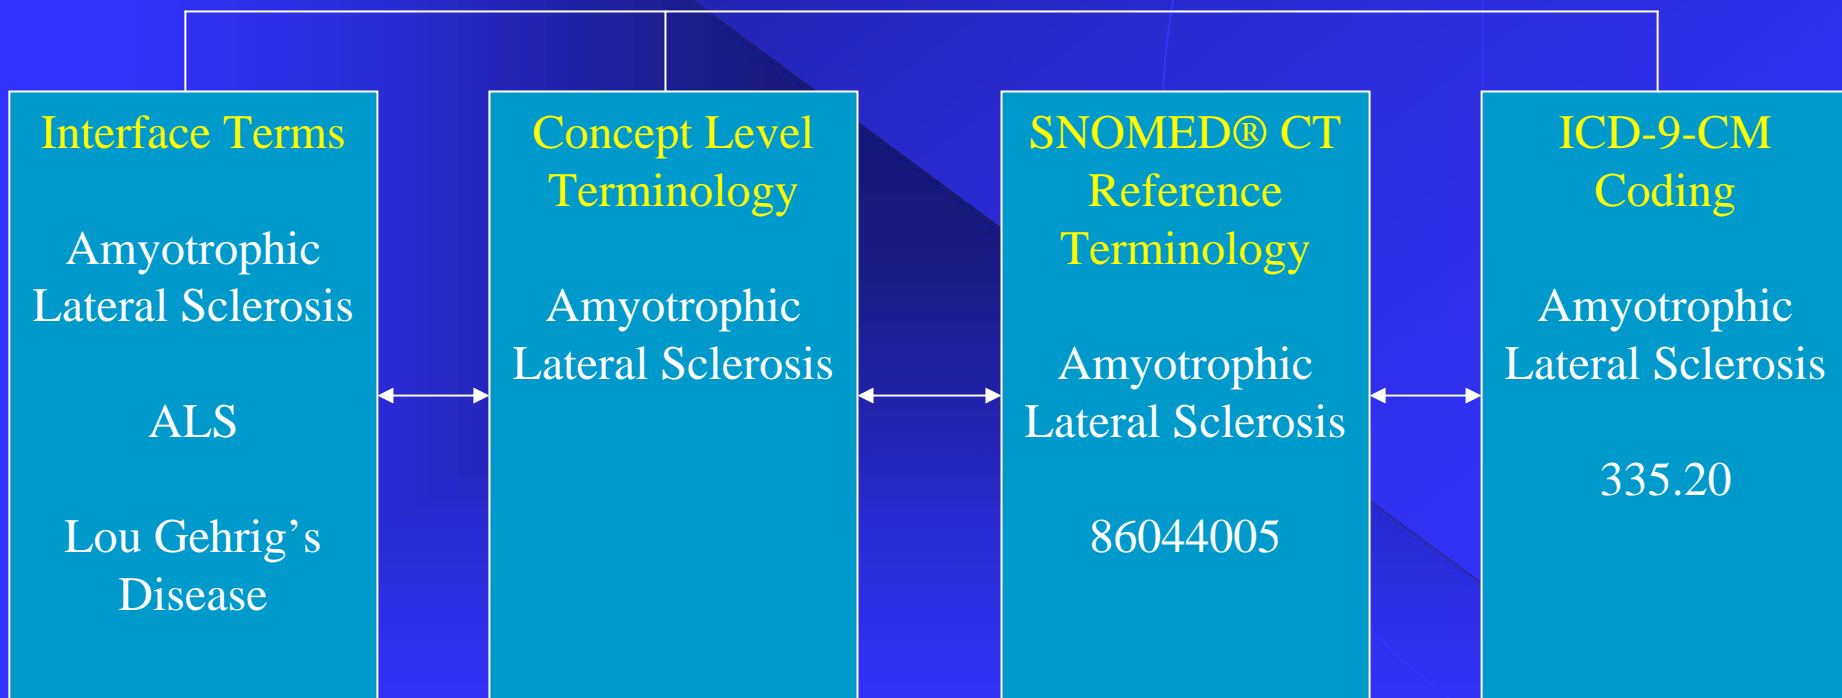 Interface Terms
Amyotrophic
Lateral Sclerosis
ALS
Lou Gehrig’s
Disease
Concept Level
Terminology
Amyotrophic
Lateral Sclerosis
SNOMED® CT
Reference
Terminology
Amyotrophic
Lateral Sclerosis
86044005
ICD-9-CM
Coding
Amyotrophic
Lateral Sclerosis
335.20